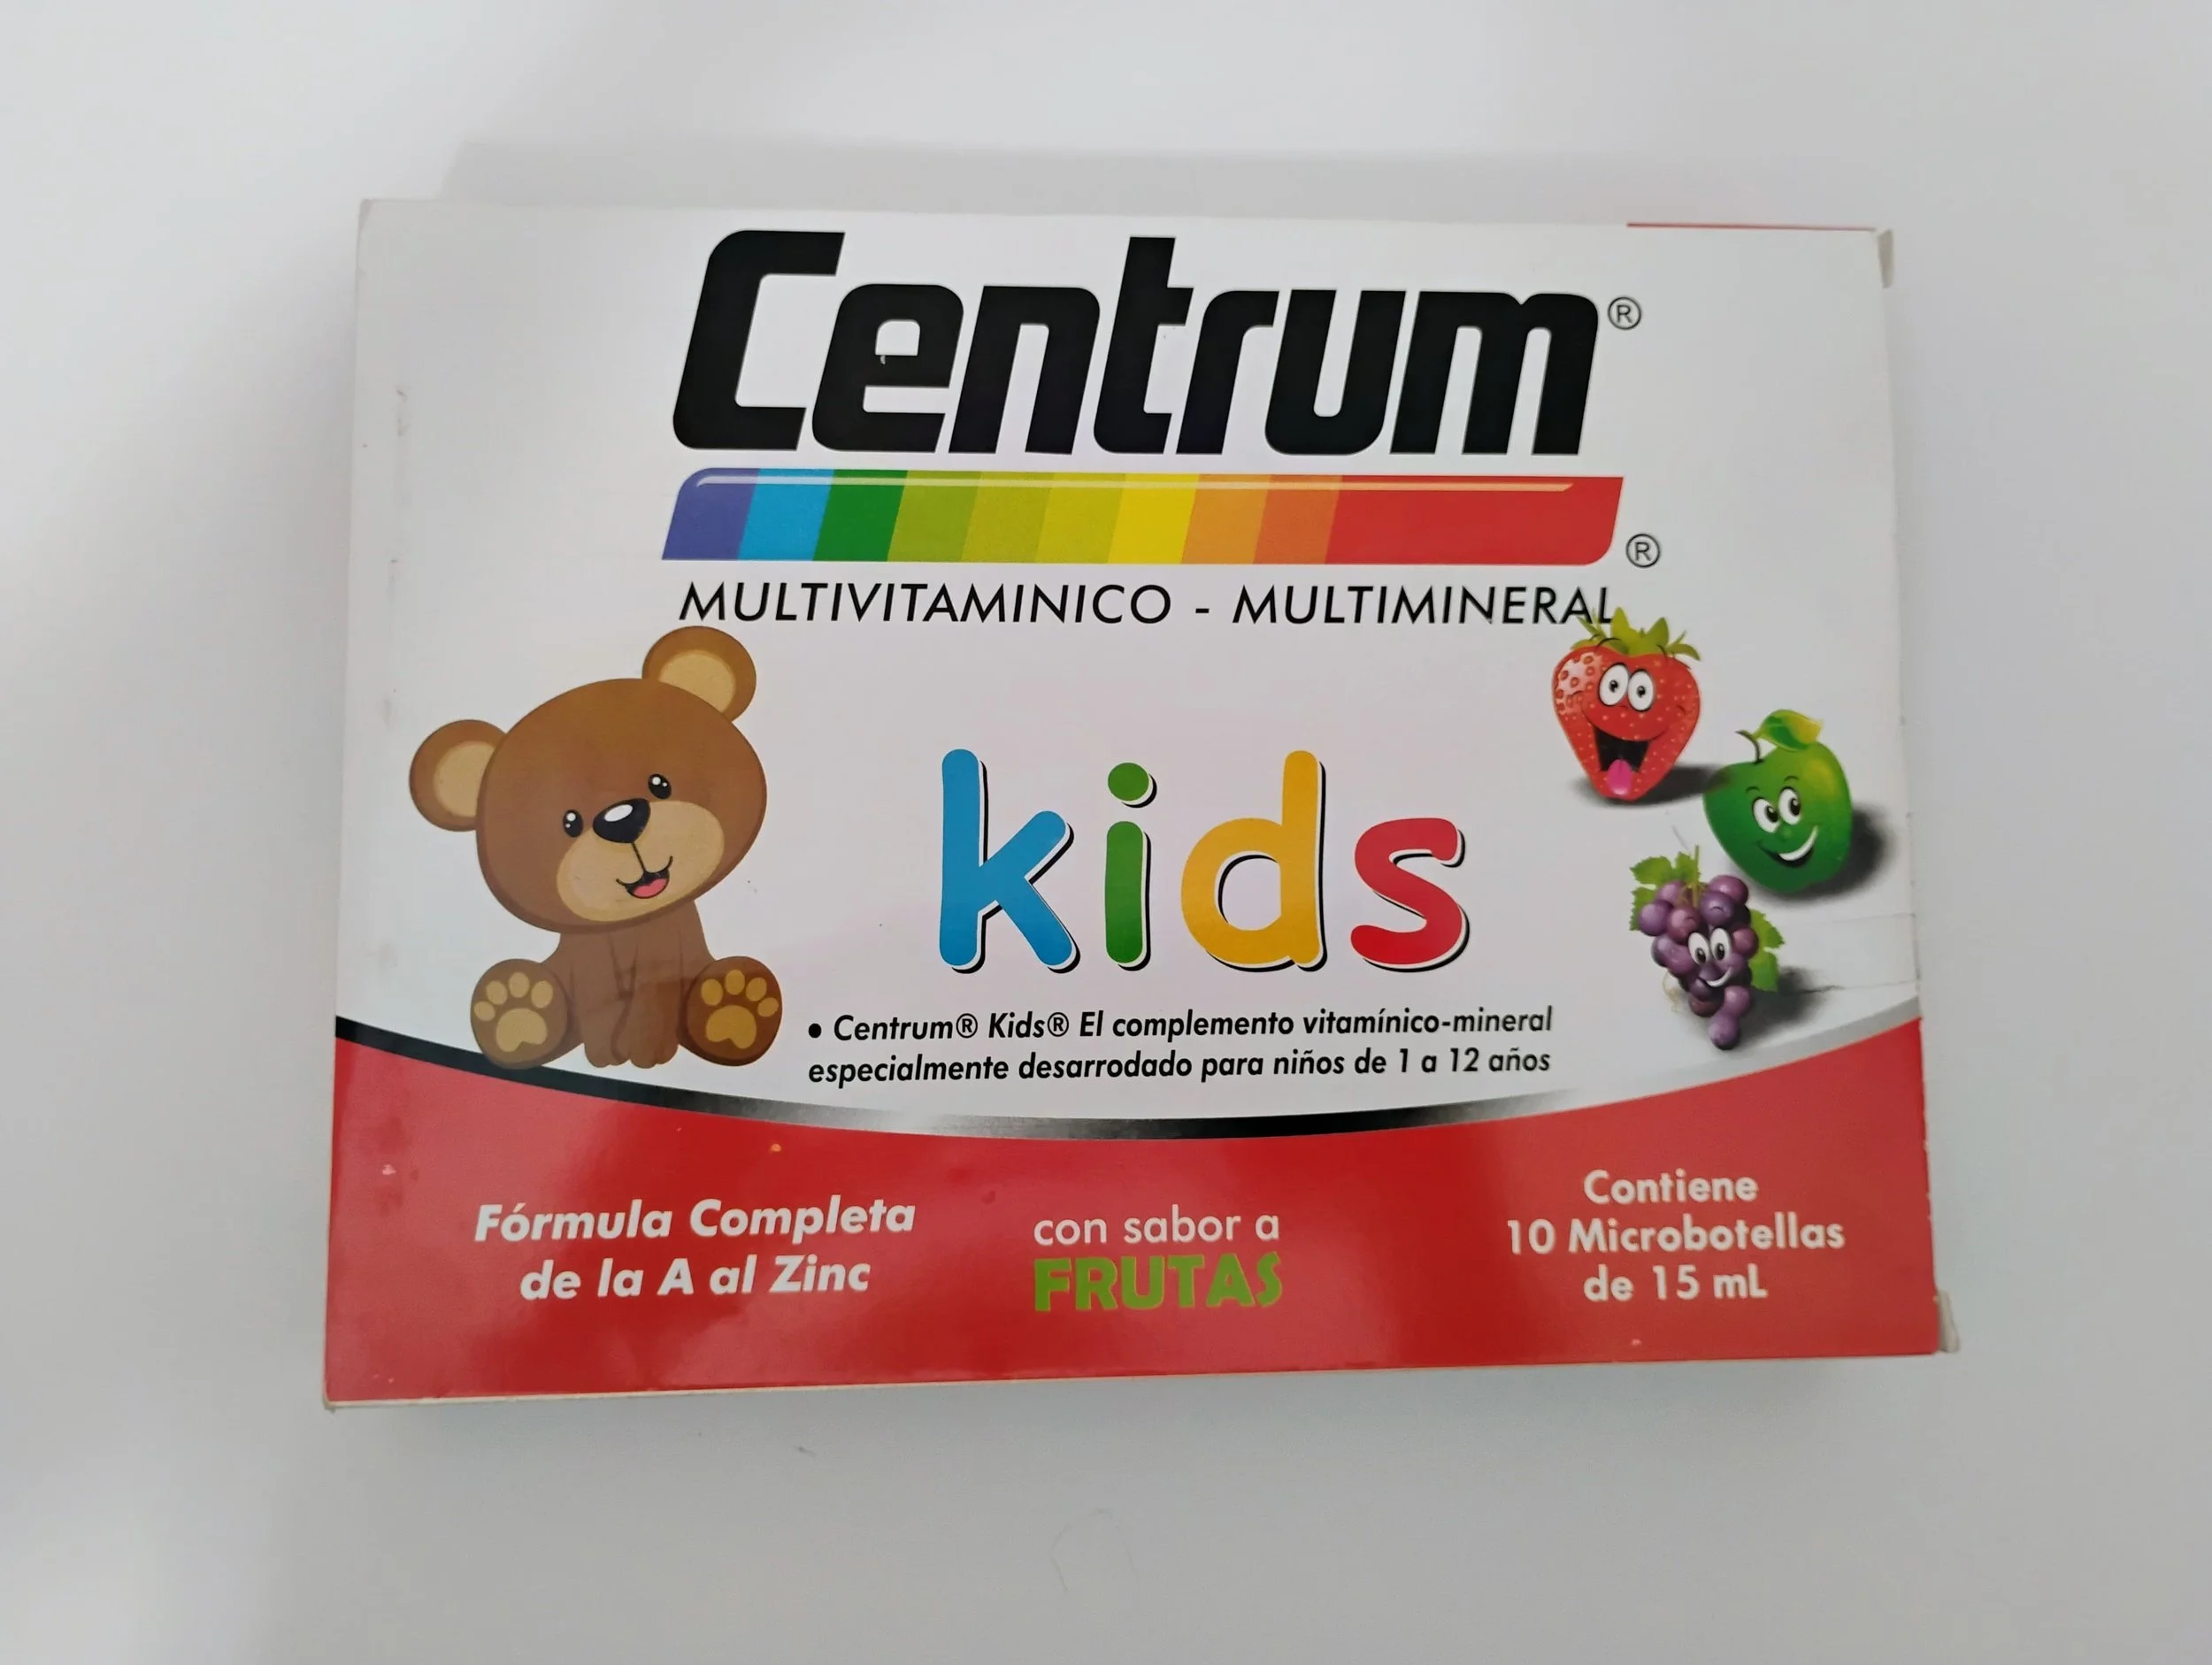 Centrum®
®
MULTIVITAMINICO - MULTIMINERAL
kids
• Centrum® Kids® El complemento vitamínico-mineral
especialmente desarrodado para niños de 1 a 12 años
Fórmula Completa
de la A al Zinc
con sabor a
FRUTAS
Contiene
10 Microbotellas
de 15 mL